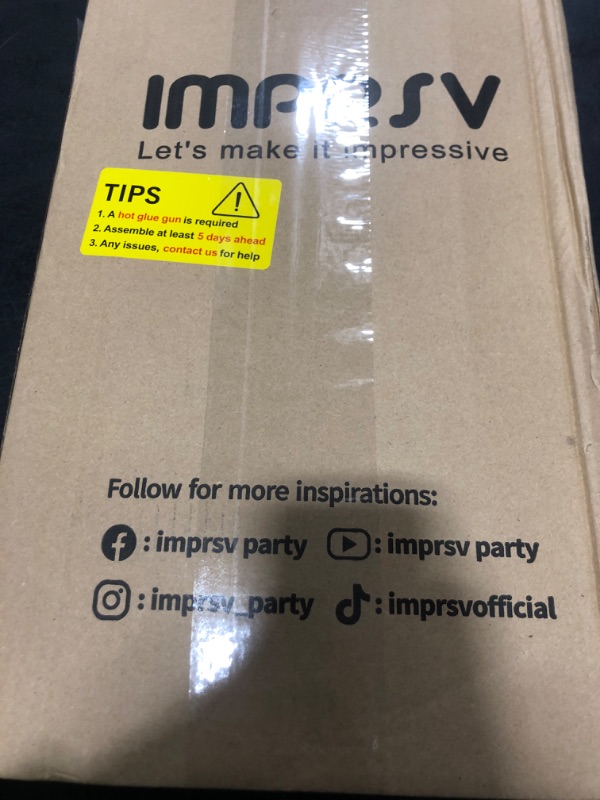 IMPRSV
Let's make it impressive
TIPS
1. A hot glue gun is required
2. Assemble at least 5 days ahead
3. Any issues, contact us for help
Follow for more inspirations:
: imprsv party : imprsv party
: imprsv_party : imprsvofficial